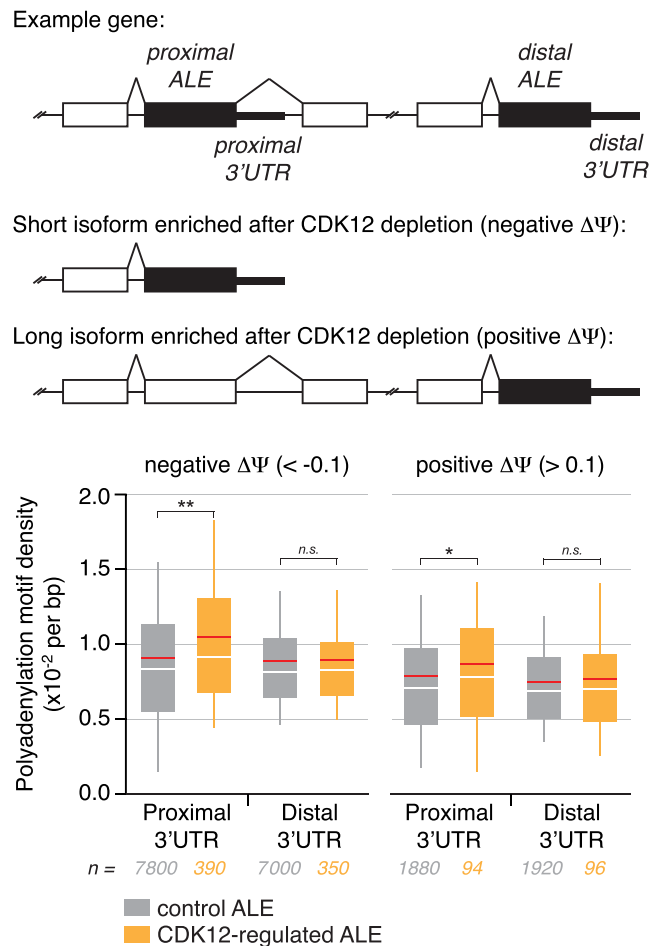 Example gene:
proximal
ALE
distal
ALE
proximal
3'UTR
distal
3'UTR
Short isoform enriched after CDK12 depletion (negative ΔΨ):
Long isoform enriched after CDK12 depletion (positive ΔΨ):
negative ΔΨ (< -0.1)
positive ΔΨ (> 0.1)
Polyadenylation motif density
(x10⁻² per bp)
2.0
1.5
1.0
0.5
0.0
**
n.s.
*
n.s.
Proximal
3'UTR
Distal
3'UTR
Proximal
3'UTR
Distal
3'UTR
n = 7800 390 7000 350 1880 94 1920 96
control ALE
CDK12-regulated ALE